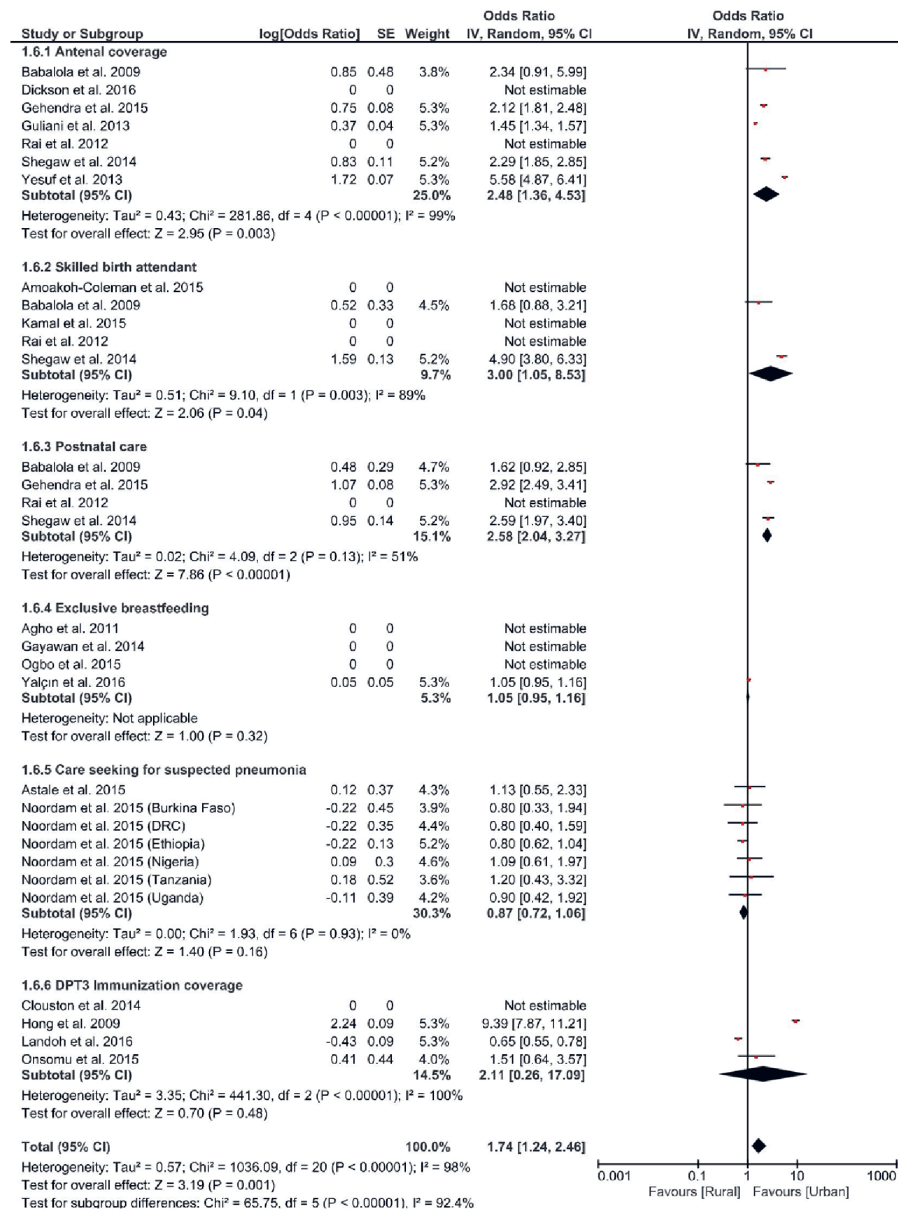 Odds Ratio Odds Ratio
Study or Subgroup log[Odds Ratio] SE Weight IV, Random, 95% CI IV, Random, 95% CI
1.6.1 Antenal coverage
Babalola et al. 2009 0.85 0.48 3.8% 2.34 [0.91, 5.99]
Dickson et al. 2016 0 0 Not estimable
Gehendra et al. 2015 0.75 0.08 5.3% 2.12 [1.81, 2.48]
Guliani et al. 2013 0.37 0.04 5.3% 1.45 [1.34, 1.57]
Rai et al. 2012 0 0 Not estimable
Shegaw et al. 2014 0.83 0.11 5.2% 2.29 [1.85, 2.85]
Yesuf et al. 2013 1.72 0.07 5.3% 5.58 [4.87, 6.41]
Subtotal (95% CI) 25.0% 2.48 [1.36, 4.53]
Heterogeneity: Tau² = 0.43; Chi² = 281.86, df = 4 (P < 0.00001); I² = 99%
Test for overall effect: Z = 2.95 (P = 0.003)
1.6.2 Skilled birth attendant
Amoakoh-Coleman et al. 2015 0 0 Not estimable
Babalola et al. 2009 0.52 0.33 4.5% 1.68 [0.88, 3.21]
Kamal et al. 2015 0 0 Not estimable
Rai et al. 2012 0 0 Not estimable
Shegaw et al. 2014 1.59 0.13 5.2% 4.90 [3.80, 6.33]
Subtotal (95% CI) 9.7% 3.00 [1.05, 8.53]
Heterogeneity: Tau² = 0.51; Chi² = 9.10, df = 1 (P = 0.003); I² = 89%
Test for overall effect: Z = 2.06 (P = 0.04)
1.6.3 Postnatal care
Babalola et al. 2009 0.48 0.29 4.7% 1.62 [0.92, 2.85]
Gehendra et al. 2015 1.07 0.08 5.3% 2.92 [2.49, 3.41]
Rai et al. 2012 0 0 Not estimable
Shegaw et al. 2014 0.95 0.14 5.2% 2.59 [1.97, 3.40]
Subtotal (95% CI) 15.1% 2.58 [2.04, 3.27]
Heterogeneity: Tau² = 0.02; Chi² = 4.09, df = 2 (P = 0.13); I² = 51%
Test for overall effect: Z = 7.86 (P < 0.00001)
1.6.4 Exclusive breastfeeding
Agho et al. 2011 0 0 Not estimable
Gayawan et al. 2014 0 0 Not estimable
Ogbo et al. 2015 0 0 Not estimable
Yalçın et al. 2016 0.05 0.05 5.3% 1.05 [0.95, 1.16]
Subtotal (95% CI) 5.3% 1.05 [0.95, 1.16]
Heterogeneity: Not applicable
Test for overall effect: Z = 1.00 (P = 0.32)
1.6.5 Care seeking for suspected pneumonia
Astale et al. 2015 0.12 0.37 4.3% 1.13 [0.55, 2.33]
Noordam et al. 2015 (Burkina Faso) -0.22 0.45 3.9% 0.80 [0.33, 1.94]
Noordam et al. 2015 (DRC) -0.22 0.35 4.4% 0.80 [0.40, 1.59]
Noordam et al. 2015 (Ethiopia) -0.22 0.13 5.2% 0.80 [0.62, 1.04]
Noordam et al. 2015 (Nigeria) 0.09 0.3 4.6% 1.09 [0.61, 1.97]
Noordam et al. 2015 (Tanzania) 0.18 0.52 3.6% 1.20 [0.43, 3.32]
Noordam et al. 2015 (Uganda) -0.11 0.39 4.2% 0.90 [0.42, 1.92]
Subtotal (95% CI) 30.3% 0.87 [0.72, 1.06]
Heterogeneity: Tau² = 0.00; Chi² = 1.93, df = 6 (P = 0.93); I² = 0%
Test for overall effect: Z = 1.40 (P = 0.16)
1.6.6 DPT3 Immunization coverage
Clouston et al. 2014 0 0 Not estimable
Hong et al. 2009 2.24 0.09 5.3% 9.39 [7.87, 11.21]
Landoh et al. 2016 -0.43 0.09 5.3% 0.65 [0.55, 0.78]
Onsomu et al. 2015 0.41 0.44 4.0% 1.51 [0.64, 3.57]
Subtotal (95% CI) 14.5% 2.11 [0.26, 17.09]
Heterogeneity: Tau² = 3.35; Chi² = 441.30, df = 2 (P < 0.00001); I² = 100%
Test for overall effect: Z = 0.70 (P = 0.48)
Total (95% CI) 100.0% 1.74 [1.24, 2.46]
Heterogeneity: Tau² = 0.57; Chi² = 1036.09, df = 20 (P < 0.00001); I² = 98%
Test for overall effect: Z = 3.19 (P = 0.001)
Test for subgroup differences: Chi² = 65.75, df = 5 (P < 0.00001), I² = 92.4%
0.001 0.1 1 10 1000
Favours [Rural] Favours [Urban]